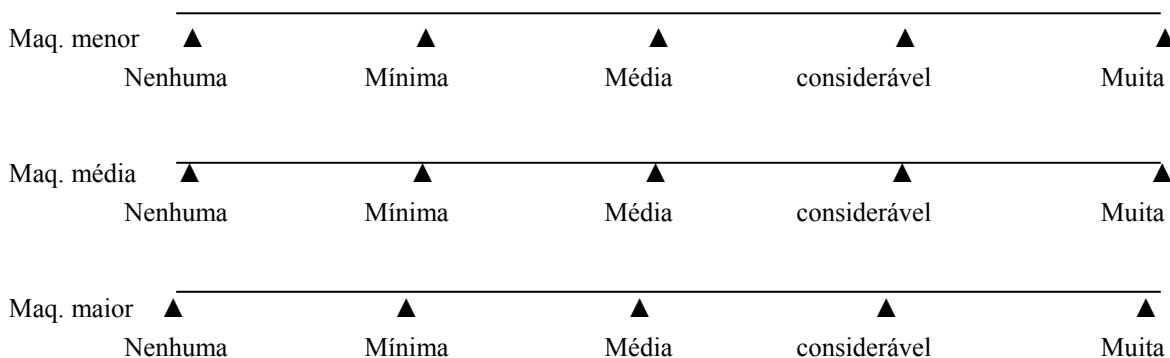 Maq. menor ▲ ▲ ▲ ▲ ▲
Nenhuma Mínima Média considerável Muita
Maq. média ▲ ▲ ▲ ▲ ▲
Nenhuma Mínima Média considerável Muita
Maq. maior ▲ ▲ ▲ ▲ ▲
Nenhuma Mínima Média considerável Muita